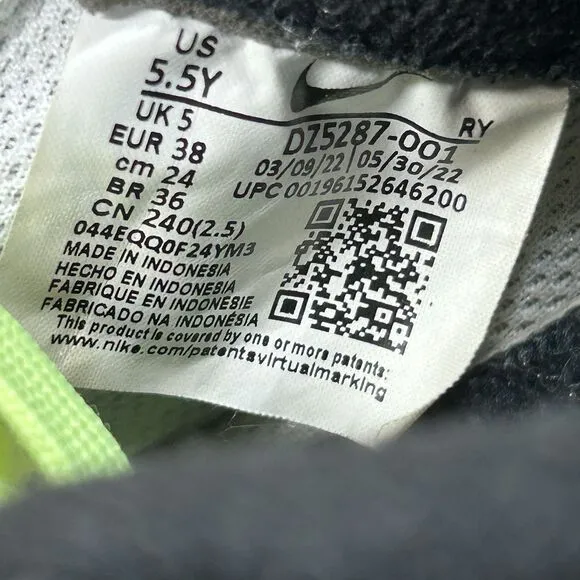 US
5.5Y
RY
UK 5
EUR 38
cm 24
BR 36
CN 240(2.5)
DZ5287-001
03/09/22 | 05/30/22
UPC 00196152646200
044EQQ0F24YM3
MADE IN INDONESIA
HECHO EN INDONESIA
FABRIQUE EN INDONESIE
FABRICADO NA INDONÉSIA
This product is covered by one or more patents:
www.nike.com/patentsvirtualmarking